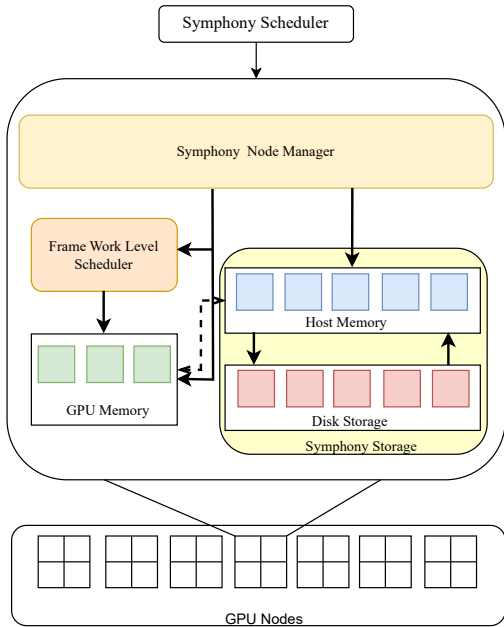 Symphony Scheduler
Symphony Node Manager
Frame Work Level
Scheduler
Host Memory
GPU Memory
Disk Storage
Symphony Storage
GPU Nodes